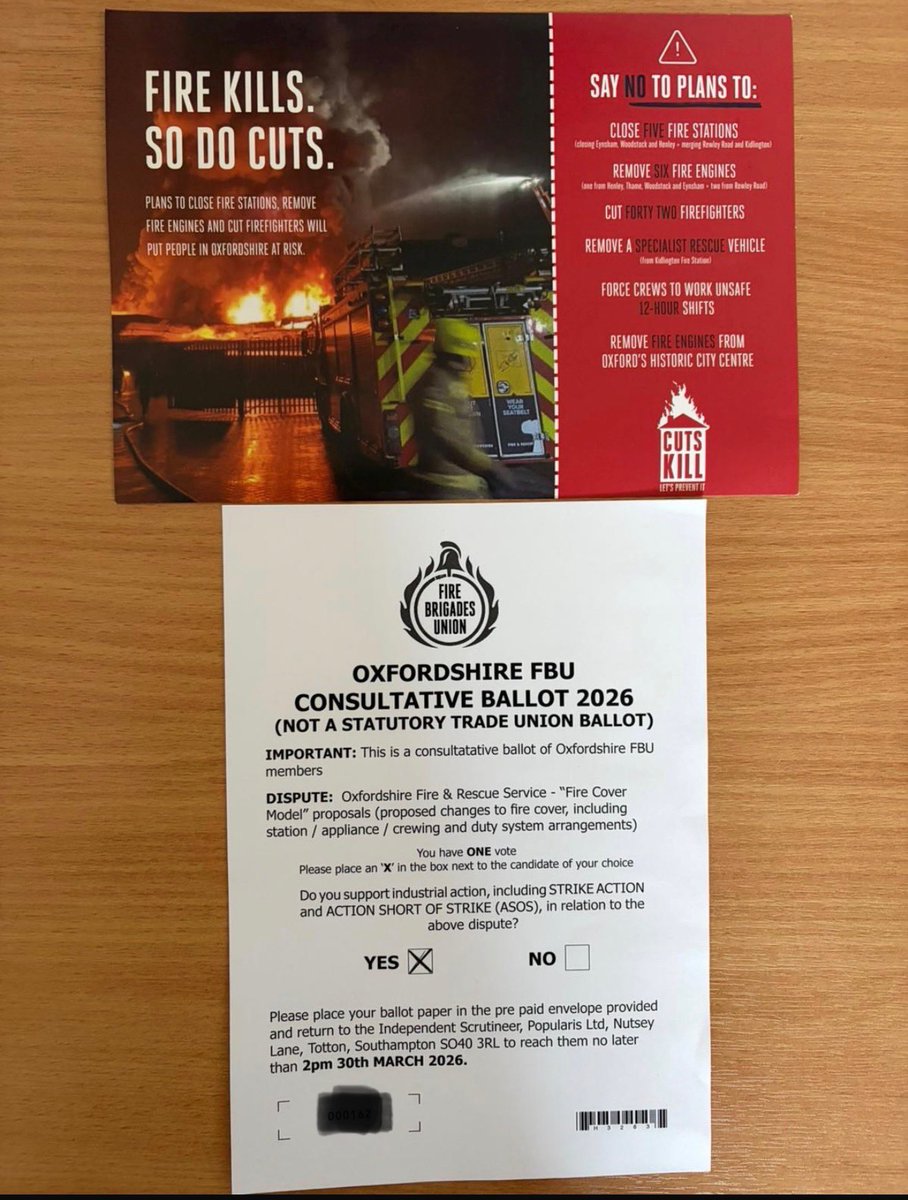 FIRE KILLS.
SO DO CUTS.
PLANS TO CLOSE FIRE STATIONS, REMOVE
FIRE ENGINES AND CUT FIREFIGHTERS WILL
PUT PEOPLE IN OXFORDSHIRE AT RISK.
WEAR
YOUR
SEATBELT
!
SAY NO TO PLANS TO:
CLOSE FIVE FIRE STATIONS
(closing Eynsham, Woodstock and Henley + merging Rewley Road and Kidlington)
REMOVE SIX FIRE ENGINES
(one from Henley, Thame, Woodstock and Eynsham + two from Rewley Road)
CUT FORTY TWO FIREFIGHTERS
REMOVE A SPECIALIST RESCUE VEHICLE
(from Kidlington Fire Station)
FORCE CREWS TO WORK UNSAFE
12-HOUR SHIFTS
REMOVE FIRE ENGINES FROM
OXFORD'S HISTORIC CITY CENTRE
CUTS
KILL
LET'S PREVENT IT
FIRE
BRIGADES
UNION
OXFORDSHIRE FBU
CONSULTATIVE BALLOT 2026
(NOT A STATUTORY TRADE UNION BALLOT)
IMPORTANT: This is a consultatative ballot of Oxfordshire FBU
members
DISPUTE: Oxfordshire Fire & Rescue Service - "Fire Cover
Model" proposals (proposed changes to fire cover, including
station / appliance / crewing and duty system arrangements)
You have ONE vote
Please place an 'X' in the box next to the candidate of your choice
Do you support industrial action, including STRIKE ACTION
and ACTION SHORT OF STRIKE (ASOS), in relation to the
above dispute?
YES X NO
Please place your ballot paper in the pre paid envelope provided
and return to the Independent Scrutineer, Popularis Ltd, Nutsey
Lane, Totton, Southampton SO40 3RL to reach them no later
than 2pm 30th MARCH 2026.
H3263